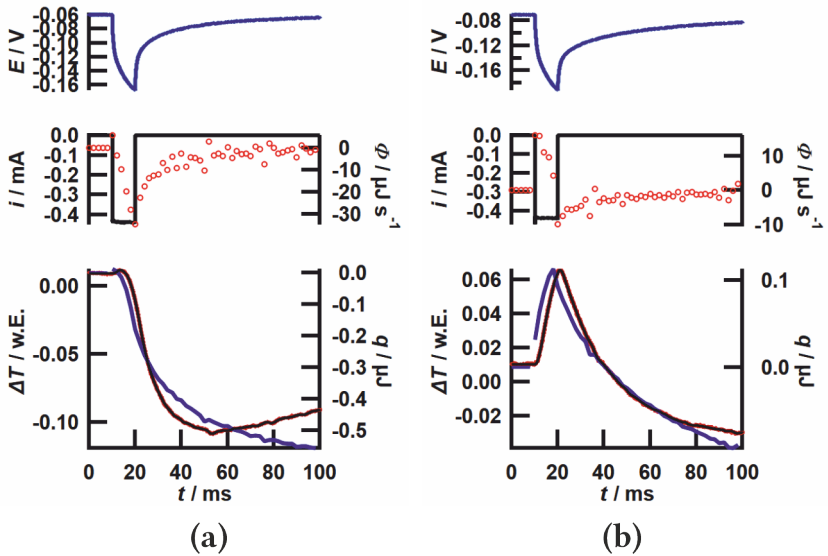 E / V
-0.06
-0.08
-0.10
-0.12
-0.14
-0.16
i / mA
0.0
-0.1
-0.2
-0.3
-0.4
0
-10
-20
-30
Φ / µJ s⁻¹
ΔT / w.E.
0.00
-0.05
-0.10
0.0
-0.1
-0.2
-0.3
-0.4
-0.5
q / µJ
0 20 40 60 80 100
t / ms
(a)
E / V
-0.08
-0.12
-0.16
i / mA
0.0
-0.1
-0.2
-0.3
-0.4
10
0
-10
Φ / µJ s⁻¹
ΔT / w.E.
0.06
0.04
0.02
0.00
-0.02
0.1
0.0
q / µJ
0 20 40 60 80 100
t / ms
(b)